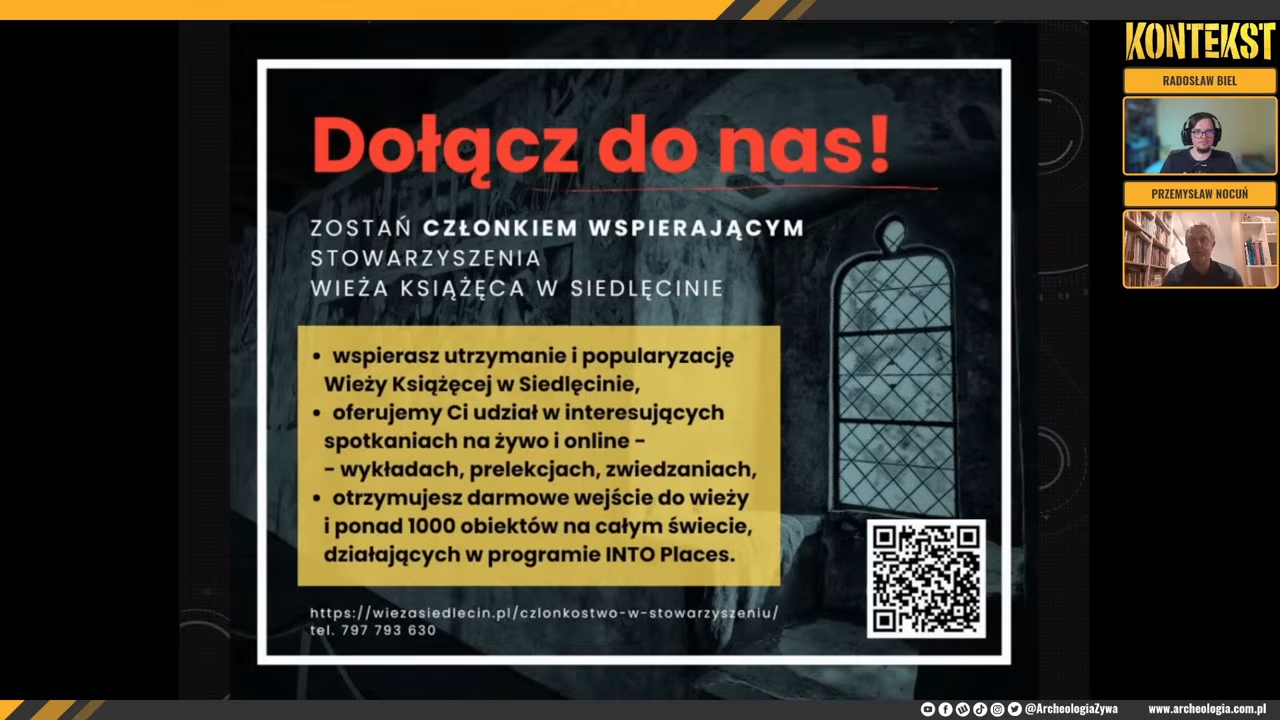 KONTEKST
RADOSŁAW BIEL
PRZEMYSŁAW NOCUŃ
Dołącz do nas!
ZOSTAŃ CZŁONKIEM WSPIERAJĄCYM
STOWARZYSZENIA
WIEŻA KSIĄŻĘCA W SIEDLĘCINIE
• wspierasz utrzymanie i popularyzację
Wieży Książęcej w Siedlęcinie,
• oferujemy Ci udział w interesujących
spotkaniach na żywo i online -
- wykładach, prelekcjach, zwiedzaniach,
• otrzymujesz darmowe wejście do wieży
i ponad 1000 obiektów na całym świecie,
działających w programie INTO Places.
https://wiezasiedlecin.pl/czlonkostwo-w-stowarzyszeniu/
tel. 797 793 630
@ArcheologiaZywa www.archeologia.com.pl